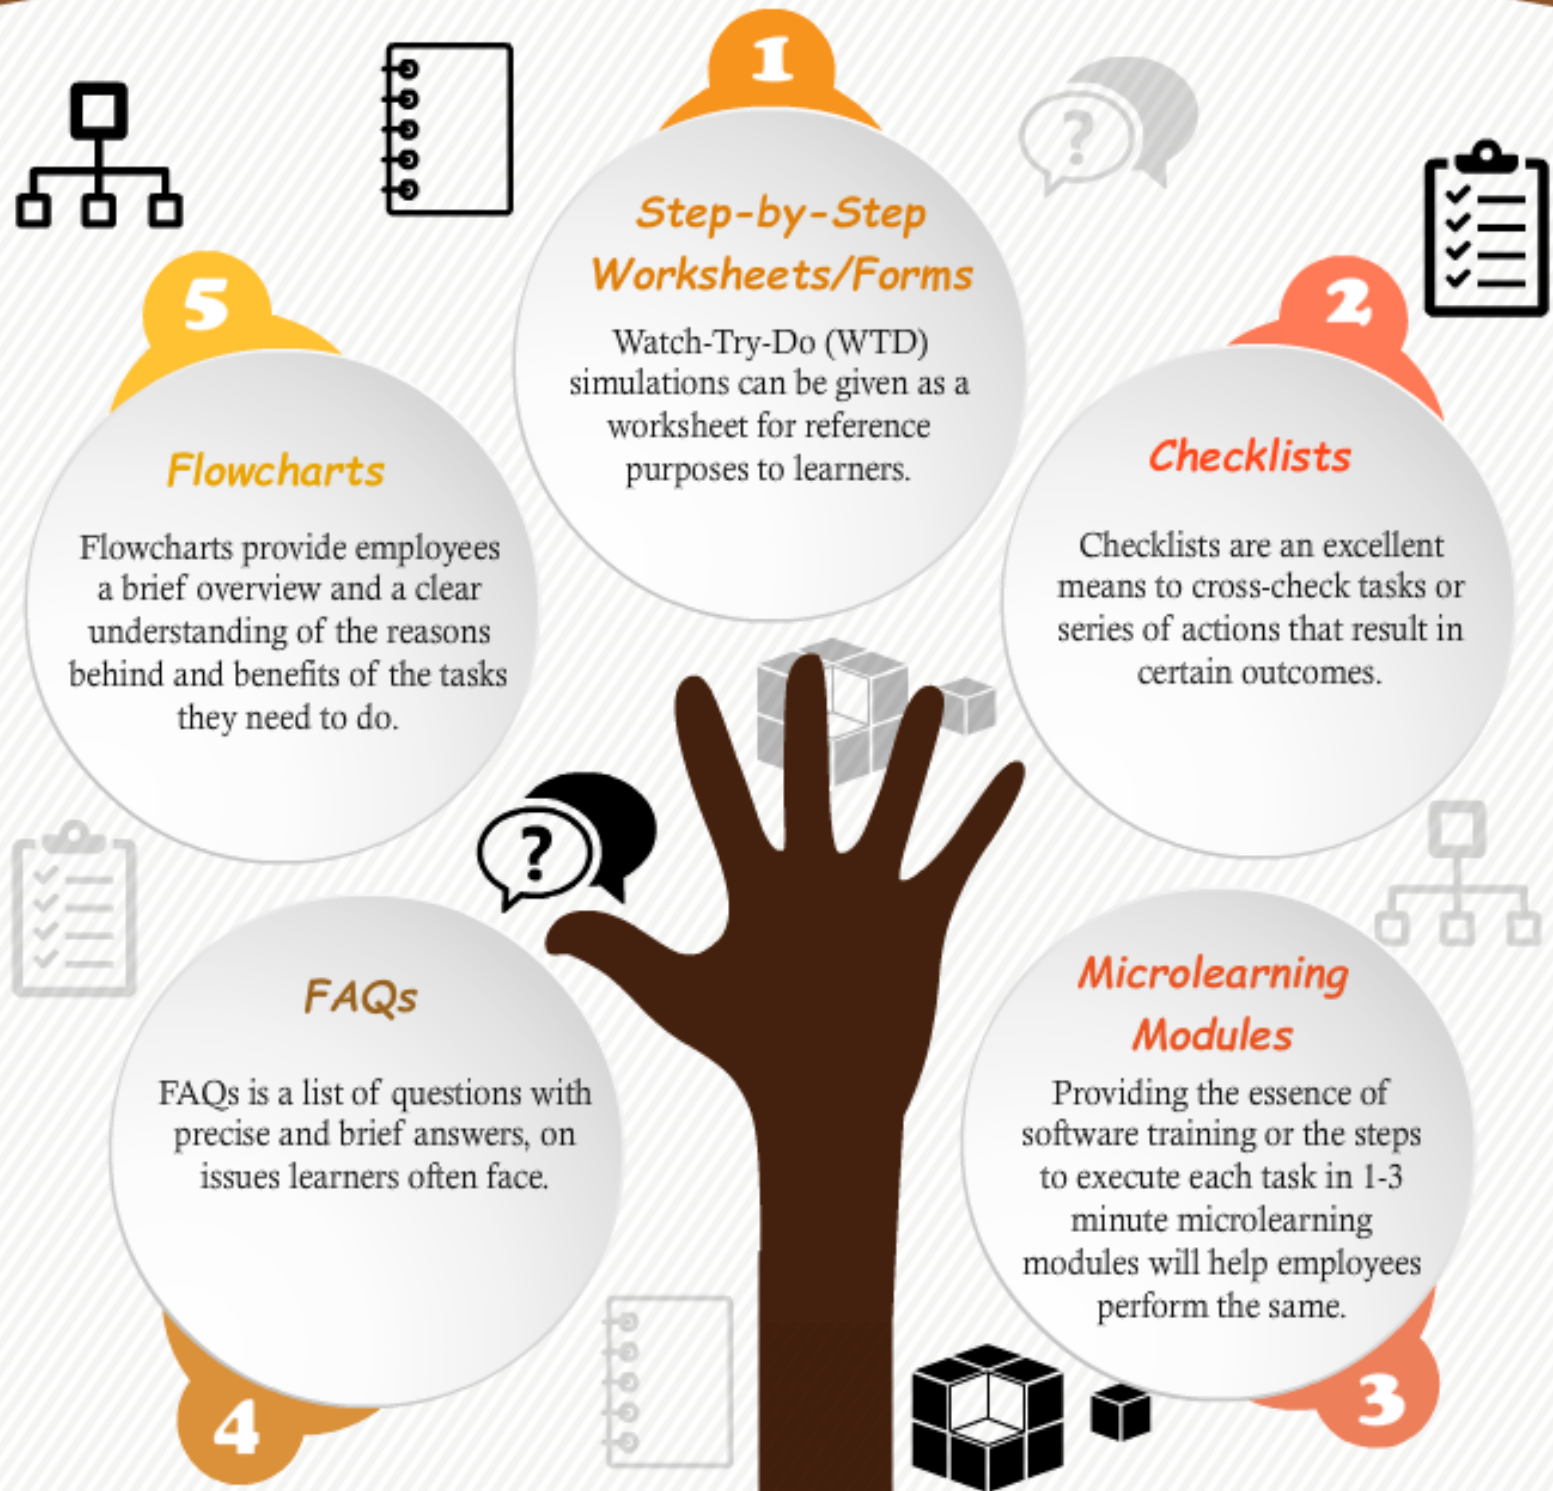 1
Step-by-Step
Worksheets/Forms
Watch-Try-Do (WTD)
simulations can be given as a
worksheet for reference
purposes to learners.
2
Checklists
Checklists are an excellent
means to cross-check tasks or
series of actions that result in
certain outcomes.
3
Microlearning
Modules
Providing the essence of
software training or the steps
to execute each task in 1-3
minute microlearning
modules will help employees
perform the same.
4
FAQs
FAQs is a list of questions with
precise and brief answers, on
issues learners often face.
5
Flowcharts
Flowcharts provide employees
a brief overview and a clear
understanding of the reasons
behind and benefits of the tasks
they need to do.
?
?